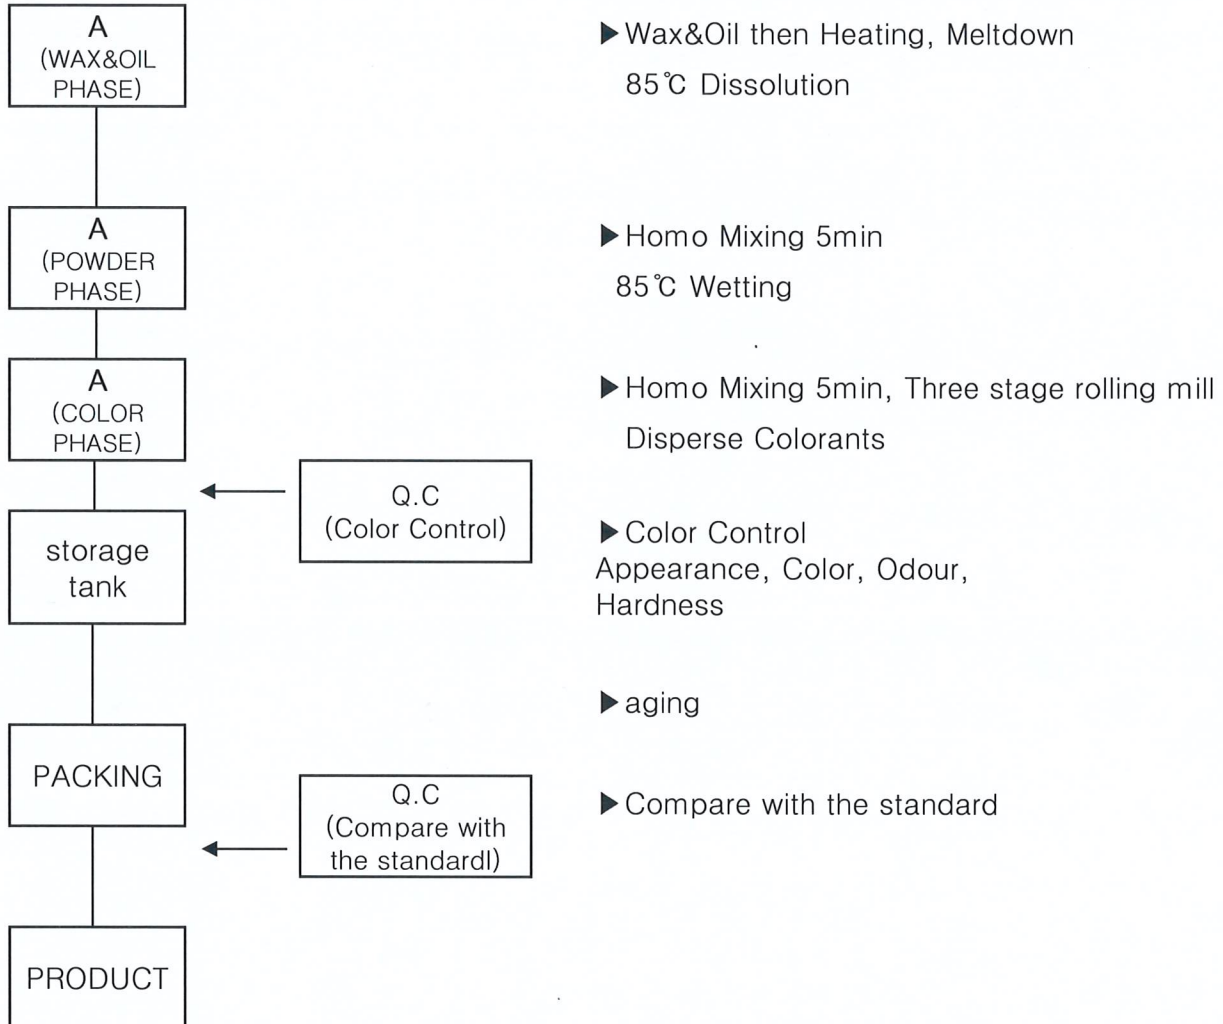 A
(WAX&OIL
PHASE)
▶Wax&Oil then Heating, Meltdown
85℃ Dissolution
A
(POWDER
PHASE)
▶Homo Mixing 5min
85℃ Wetting
A
(COLOR
PHASE)
▶Homo Mixing 5min, Three stage rolling mill
Disperse Colorants
Q.C
(Color Control)
storage
tank
▶Color Control
Appearance, Color, Odour,
Hardness
▶aging
PACKING
Q.C
(Compare with
the standardl)
▶Compare with the standard
PRODUCT